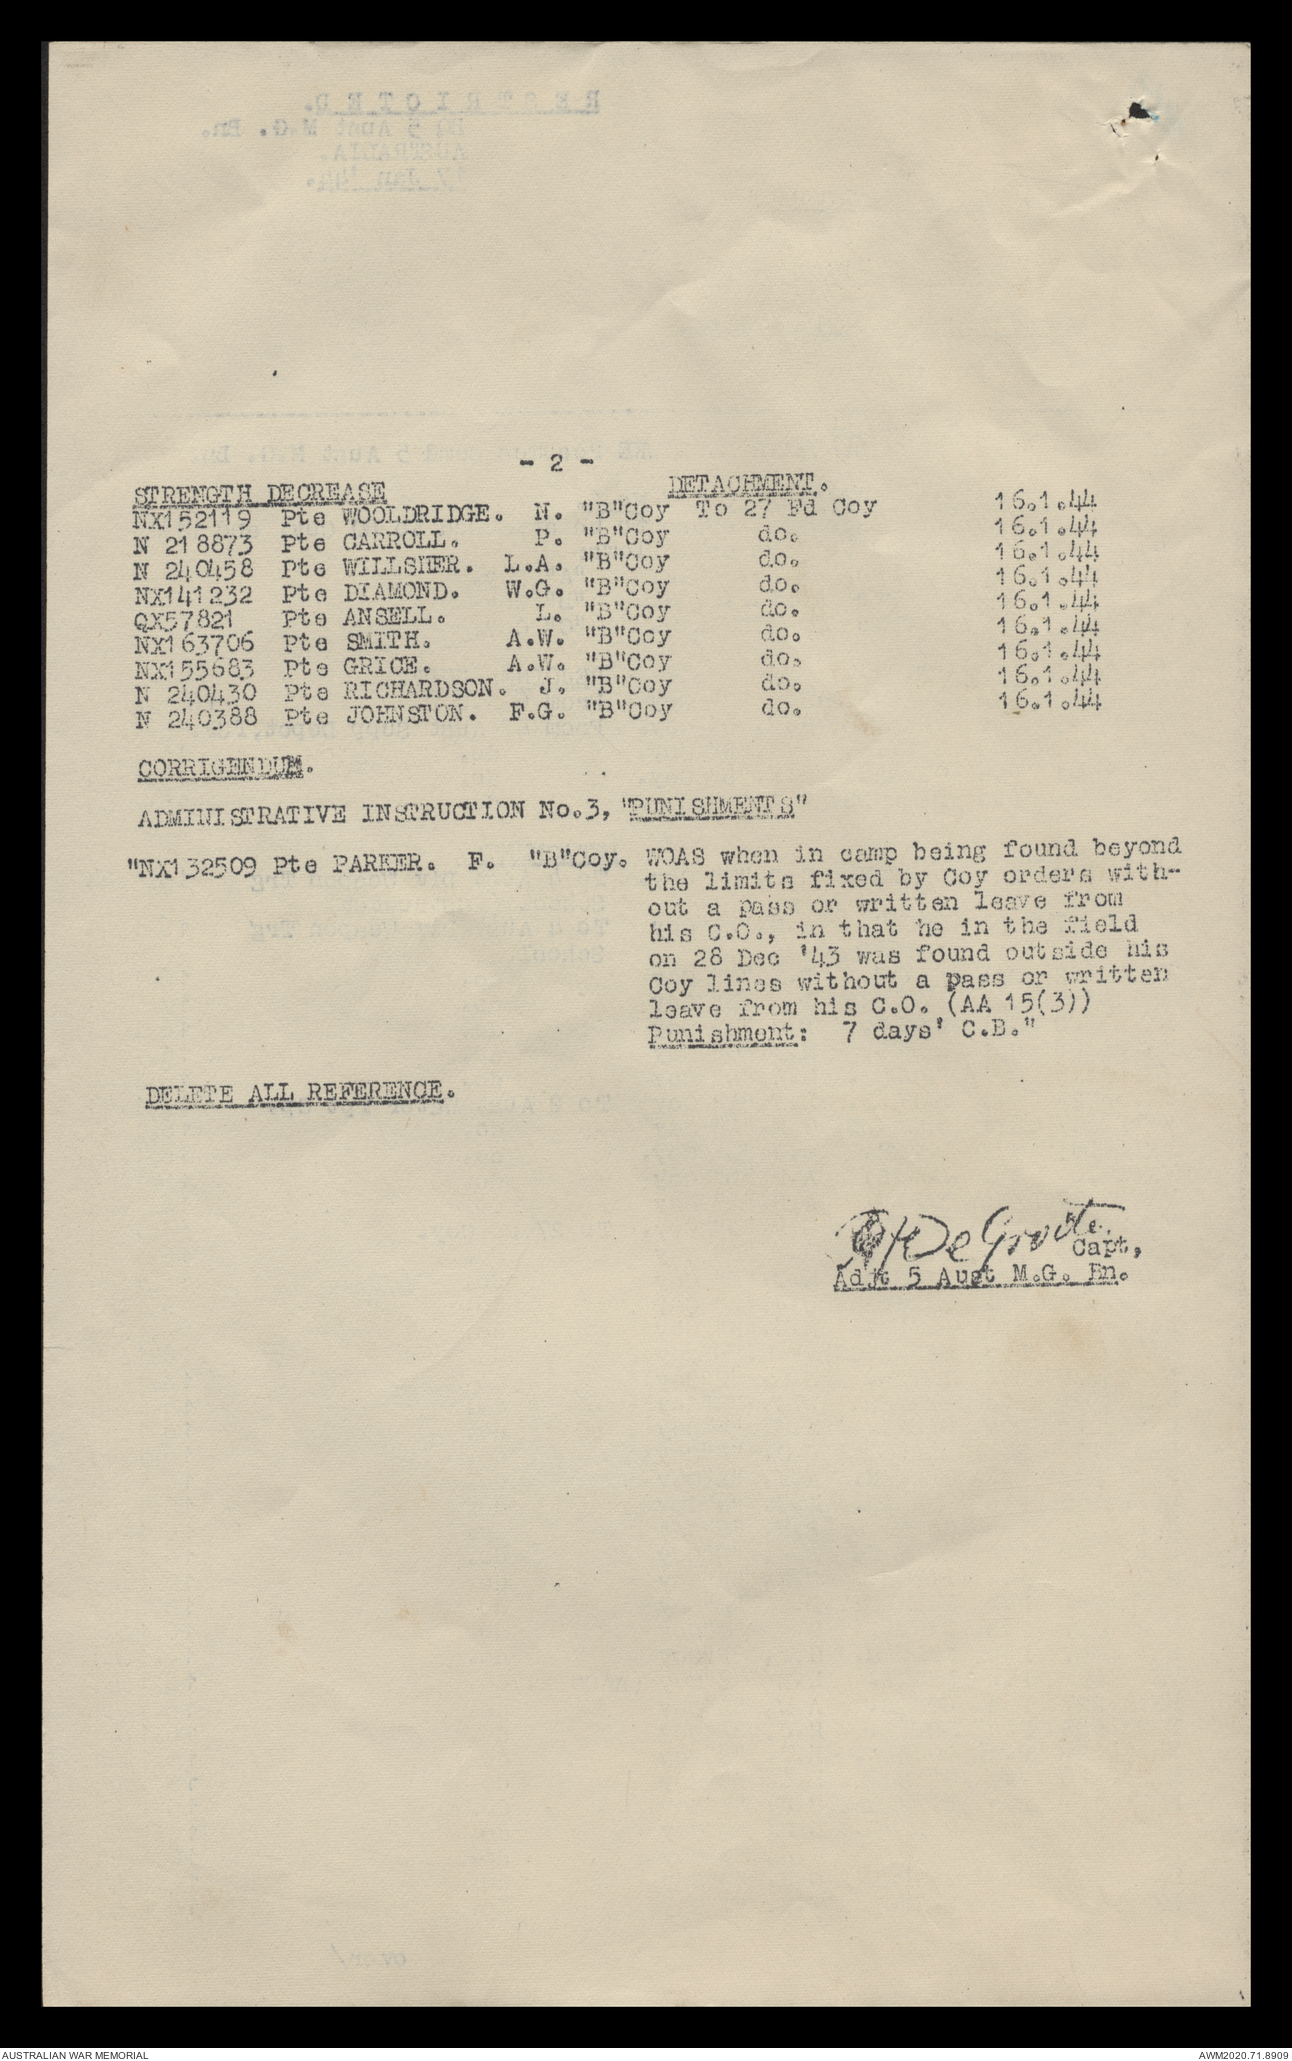 - 2 -
STRENGTH DECREASE DETACHMENT.
NX152119 Pte WOOLDRIDGE. N. "B"Coy To 27 Fd Coy 16.1.44
N 218873 Pte CARROLL. P. "B"Coy do. 16.1.44
N 240458 Pte WILLSHER. L.A. "B"Coy do. 16.1.44
NX141232 Pte DIAMOND. W.G. "B"Coy do. 16.1.44
QX57821 Pte ANSELL. L. "B"Coy do. 16.1.44
NX163706 Pte SMITH. A.W. "B"Coy do. 16.1.44
NX155683 Pte GRICE. A.W. "B"Coy do. 16.1.44
N 240430 Pte RICHARDSON. J. "B"Coy do. 16.1.44
N 240388 Pte JOHNSTON. F.G. "B"Coy do. 16.1.44
CORRIGENDUM.
ADMINISTRATIVE INSTRUCTION No.3, "PUNISHMENTS"
"NX132509 Pte PARKER. F. "B"Coy. WOAS when in camp being found beyond
the limits fixed by Coy orders with-
out a pass or written leave from
his C.O., in that he in the field
on 28 Dec '43 was found outside his
Coy lines without a pass or written
leave from his C.O. (AA 15(3))
Punishment: 7 days' C.B."
DELETE ALL REFERENCE.
De Groote.
Capt,
Adjt 5 Aust M.G. Bn.
AUSTRALIAN WAR MEMORIAL AWM2020.71.8909